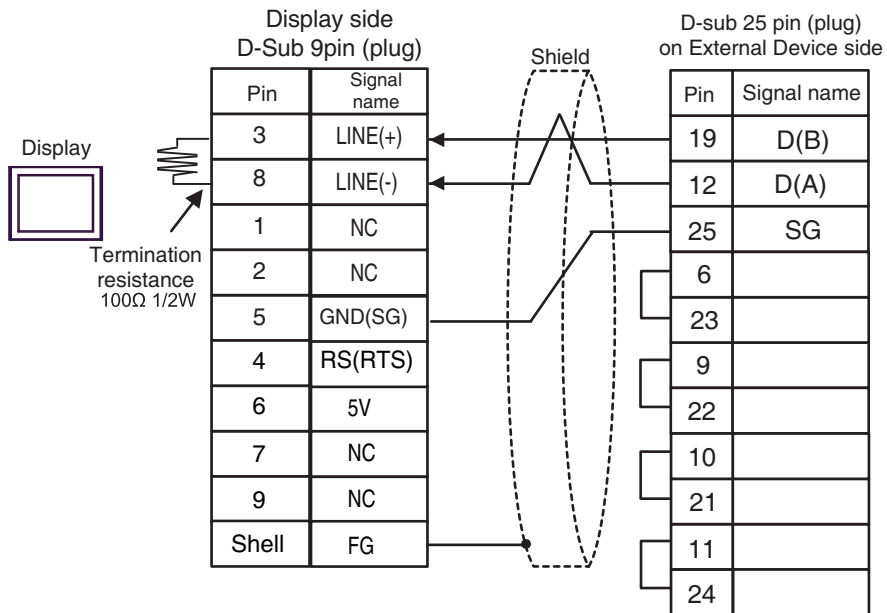 Display side
D-Sub 9pin (plug)
D-sub 25 pin (plug)
on External Device side
Shield
Display
Termination
resistance
100Ω 1/2W
Pin Signal name
3 LINE(+)
8 LINE(-)
1 NC
2 NC
5 GND(SG)
4 RS(RTS)
6 5V
7 NC
9 NC
Shell FG
Pin Signal name
19 D(B)
12 D(A)
25 SG
6
23
9
22
10
21
11
24